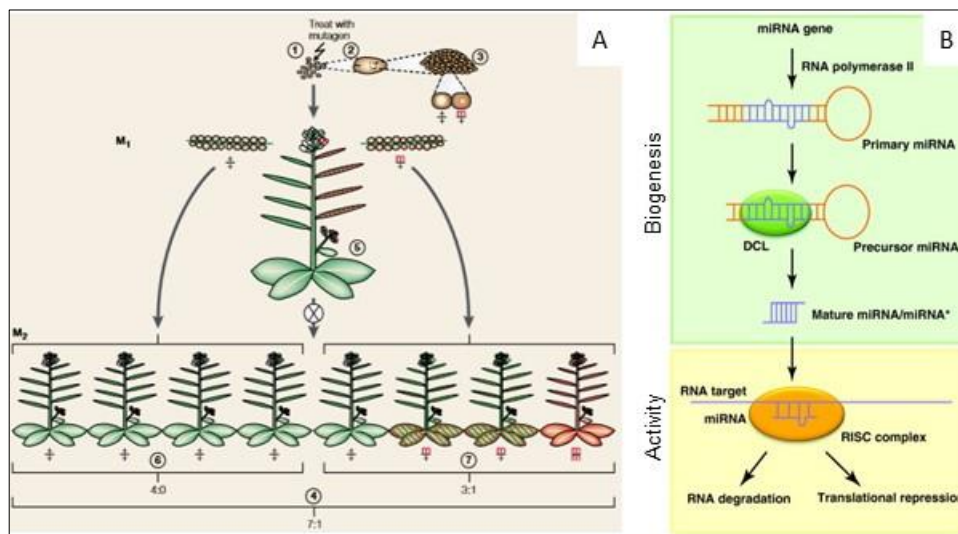 Treat with
mutagen
A
1
2
3
M1
5
M2
6
7
4:0
3:1
4
7:1
B
miRNA gene
RNA polymerase II
Primary miRNA
DCL
Precursor miRNA
Mature miRNA/miRNA*
Biogenesis
RNA target
miRNA
RISC complex
RNA degradation
Translational repression
Activity